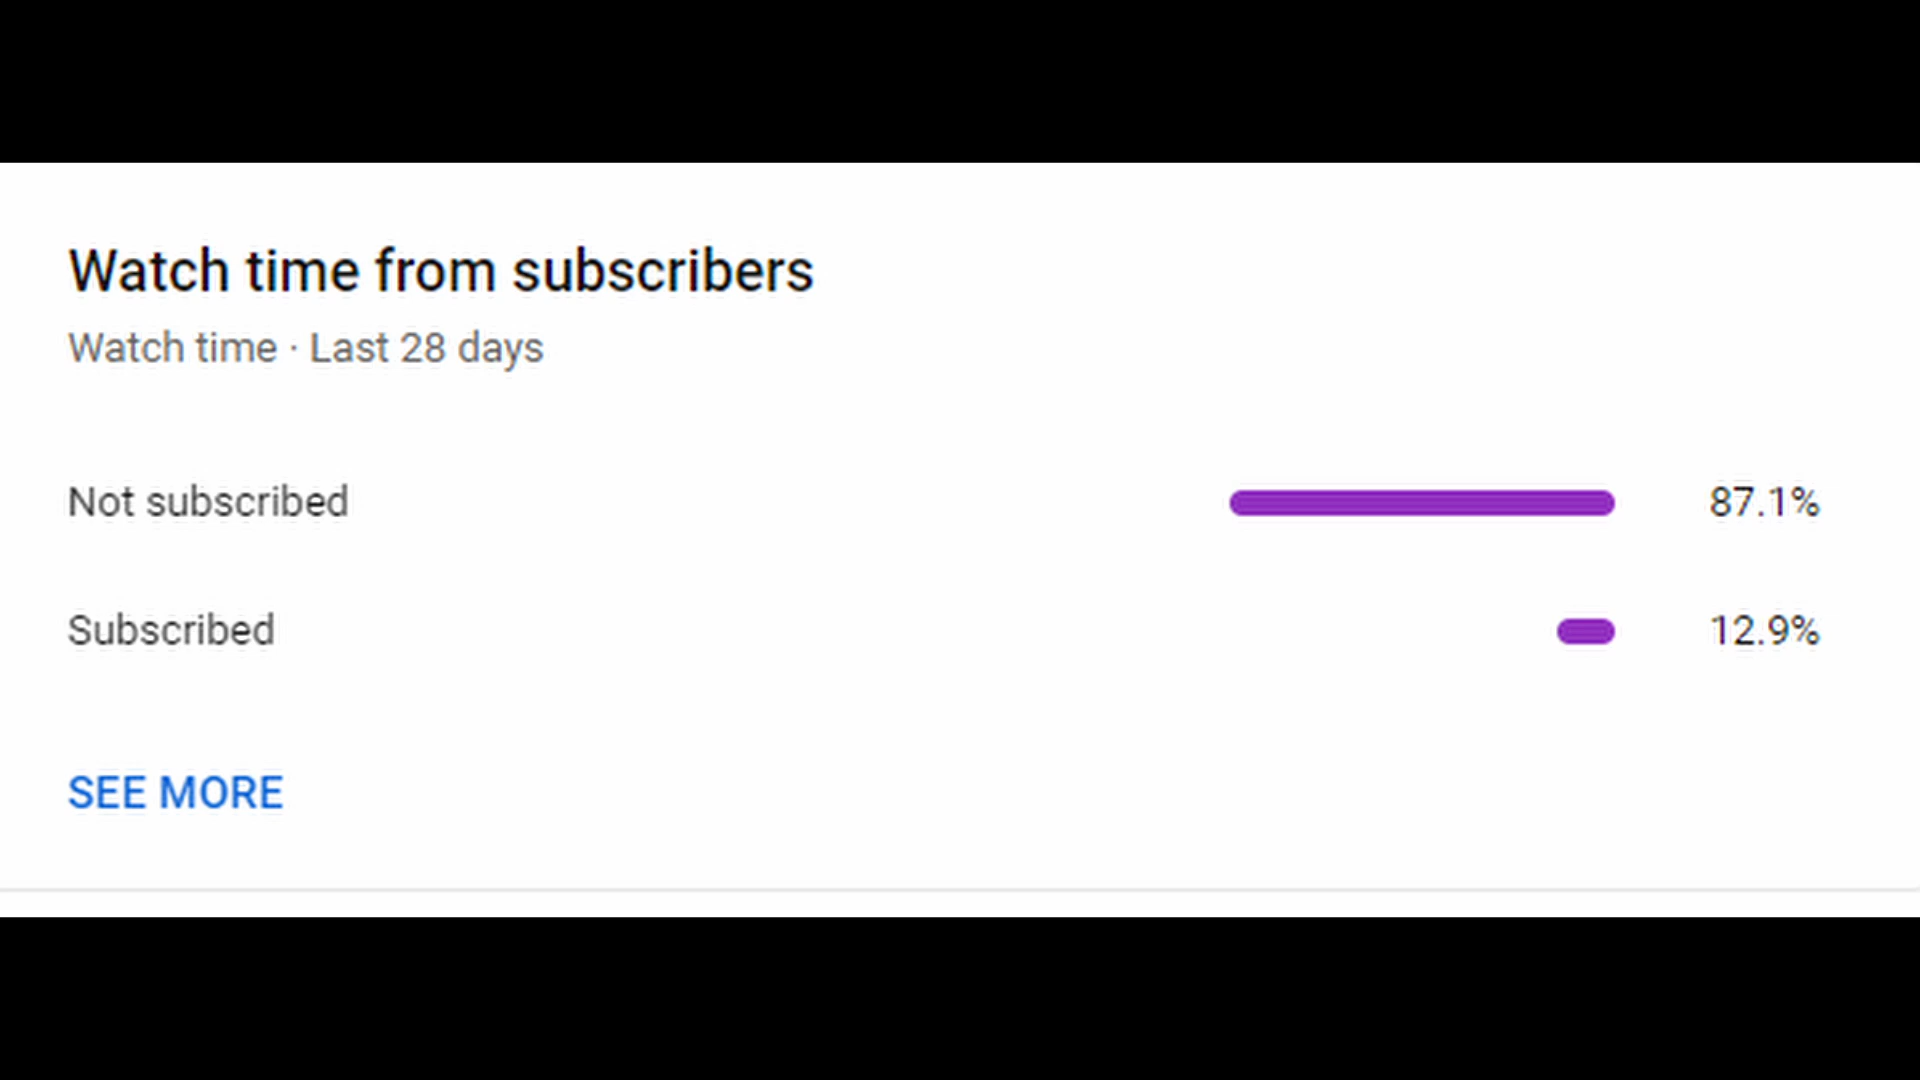 Watch time from subscribers
Watch time · Last 28 days
Not subscribed 87.1%
Subscribed 12.9%
SEE MORE